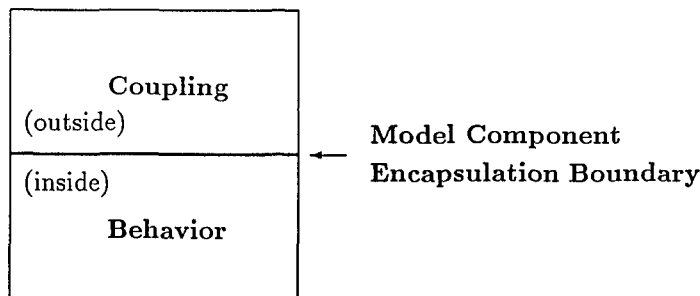 Coupling
(outside)
Model Component
Encapsulation Boundary
(inside)
Behavior